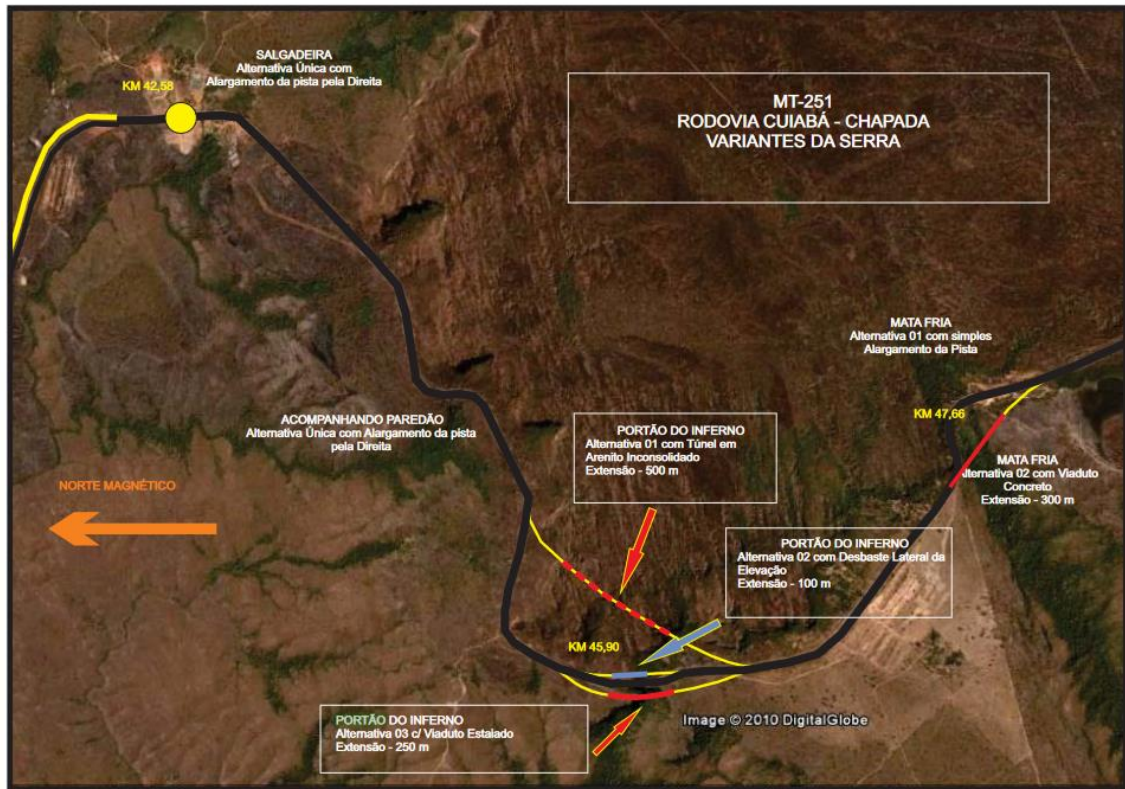 SALGADEIRA
Alternativa Única com
Alargamento da pista pela Direita
KM 42,58
MT-251
RODOVIA CUIABÁ - CHAPADA
VARIANTES DA SERRA
MATA FRIA
Alternativa 01 com simples
Alargamento da Pista
KM 47,66
ACOMPANHANDO PAREDÃO
Alternativa Única com Alargamento da pista
pela Direita
PORTÃO DO INFERNO
Alternativa 01 com Túnel em
Arenito Inconsolidado
Extensão - 500 m
MATA FRIA
lternativa 02 com Viaduto
Concreto
Extensão - 300 m
NORTE MAGNÉTICO
PORTÃO DO INFERNO
Alternativa 02 com Desbaste Lateral da
Elevação
Extensão - 100 m
KM 45,90
PORTÃO DO INFERNO
Alternativa 03 c/ Viaduto Estaiado
Extensão - 250 m
Image © 2010 DigitalGlobe